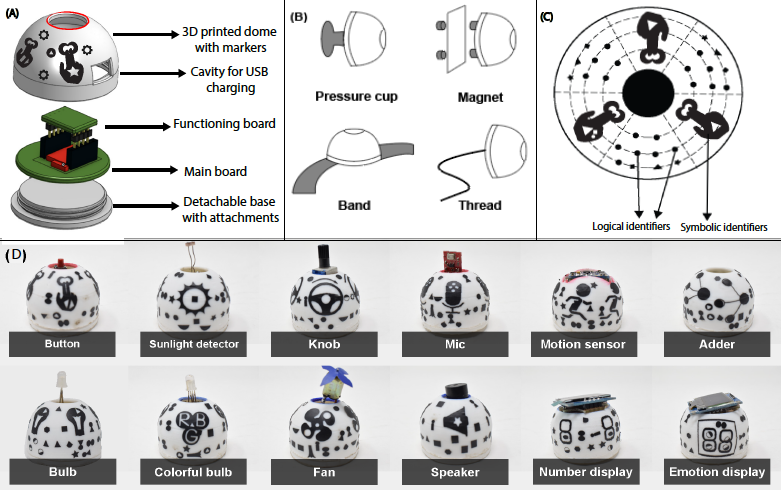 (A)
3D printed dome
with markers
Cavity for USB
charging
Functioning board
Main board
Detachable base
with attachments
(B)
Pressure cup
Magnet
Band
Thread
(C)
Logical identifiers
Symbolic identifiers
(D)
Button
Sunlight detector
Knob
Mic
Motion sensor
Adder
R B
G
Bulb
Colorful bulb
Fan
Speaker
Number display
Emotion display